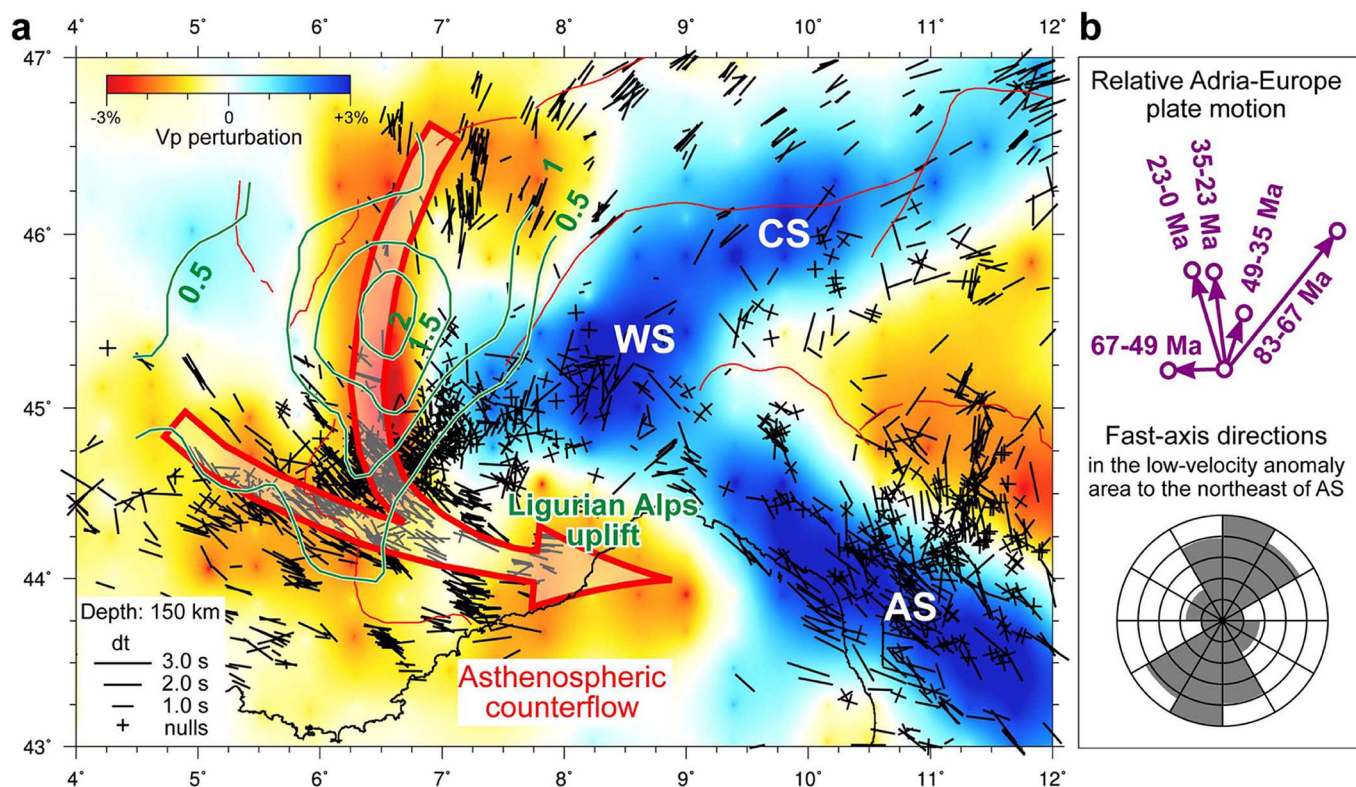 a
4° 5° 6° 7° 8° 9° 10° 11° 12°
47°
46°
45°
44°
43°
-3% 0 +3%
Vp perturbation
1
0.5
0.5
2
1.5
CS
WS
AS
Ligurian Alps
uplift
Asthenospheric
counterflow
Depth: 150 km
dt
3.0 s
2.0 s
1.0 s
+ nulls
4° 5° 6° 7° 8° 9° 10° 11° 12°
b
Relative Adria-Europe
plate motion
23-0 Ma
35-23 Ma
49-35 Ma
83-67 Ma
67-49 Ma
Fast-axis directions
in the low-velocity anomaly
area to the northeast of AS